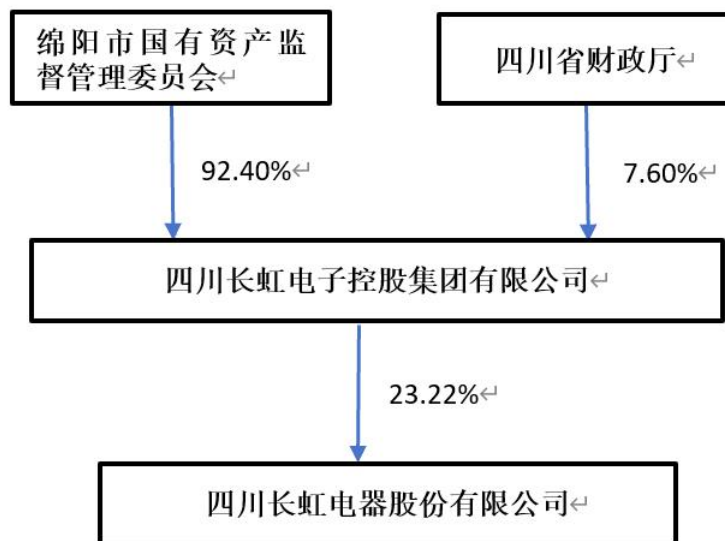 绵阳市国有资产监
督管理委员会↵
四川省财政厅↵
92.40%↵
7.60%↵
四川长虹电子控股集团有限公司↵
23.22%↵
四川长虹电器股份有限公司↵